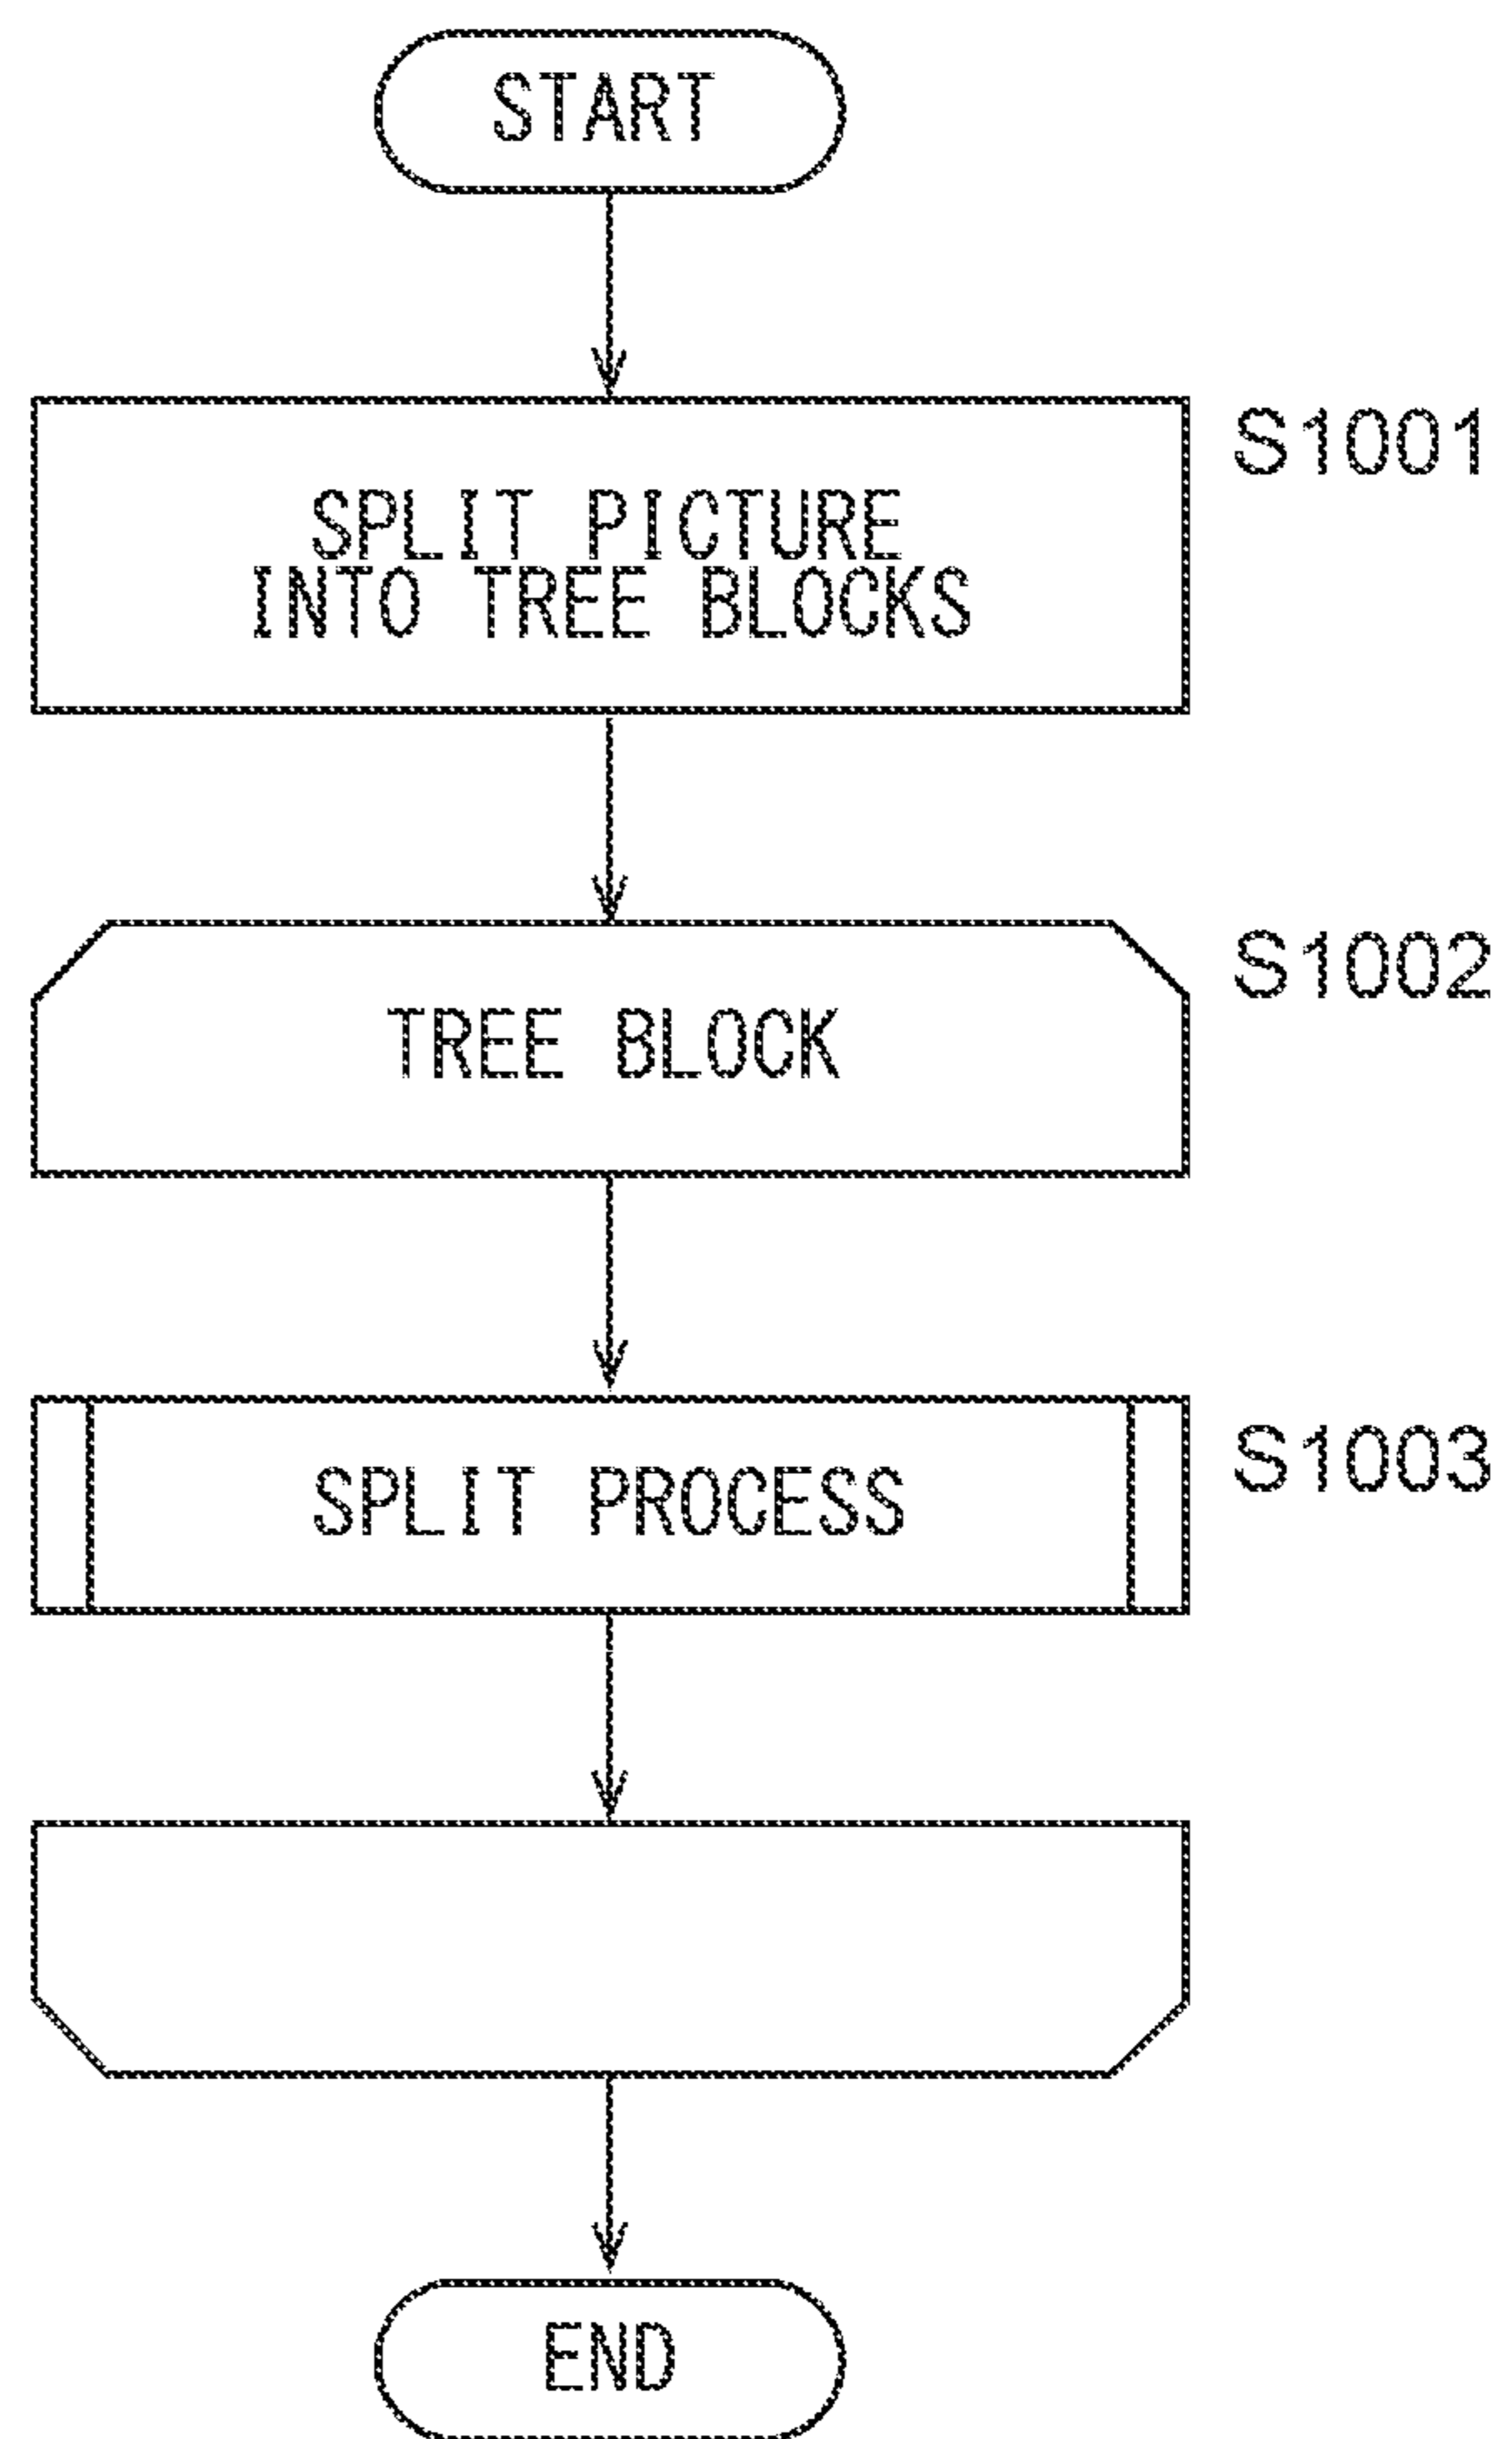 START
S1001
SPLIT PICTURE
INTO TREE BLOCKS
S1002
TREE BLOCK
S1003
SPLIT PROCESS
END